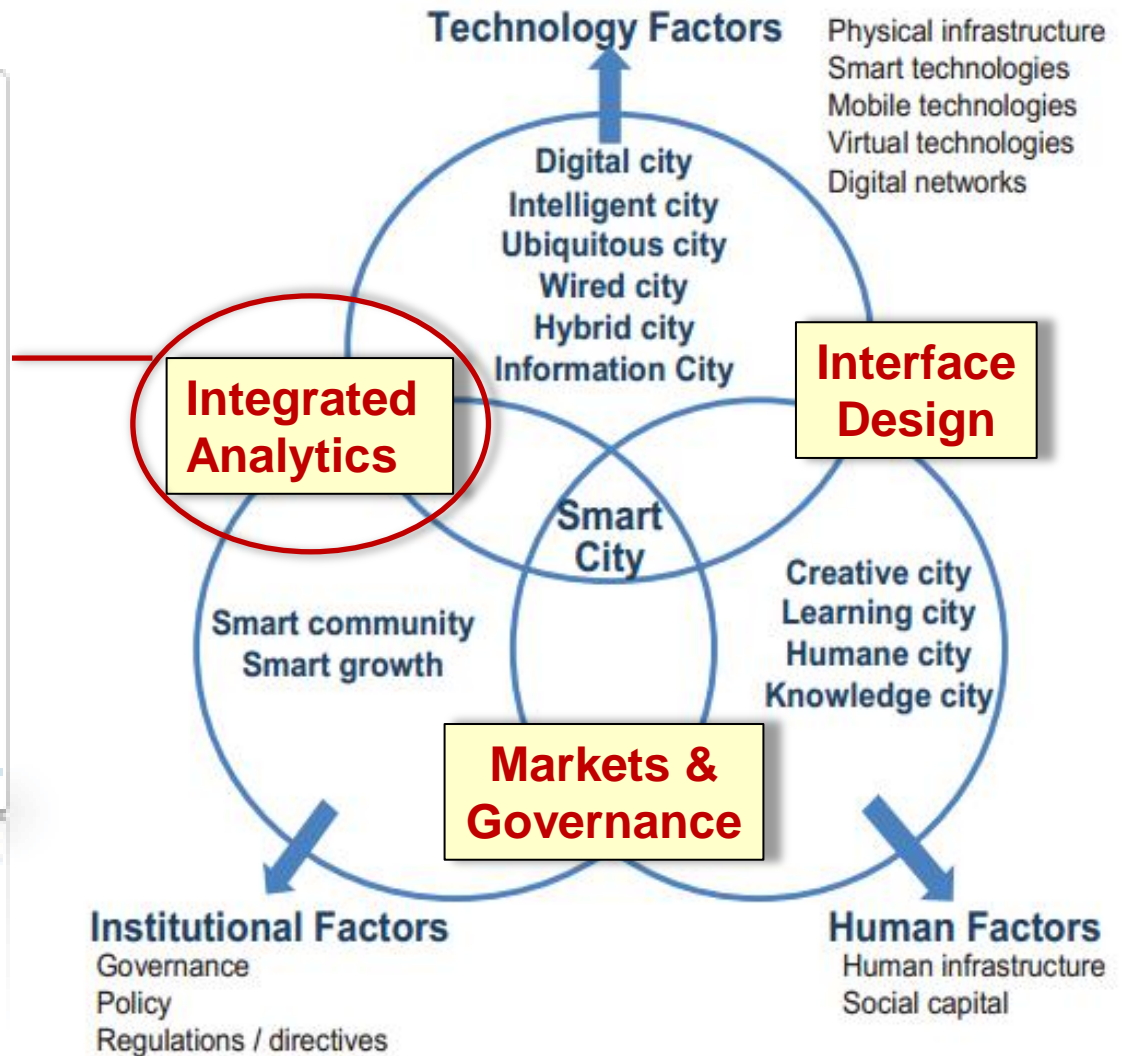 Technology Factors
Physical infrastructure
Smart technologies
Mobile technologies
Virtual technologies
Digital networks
Digital city
Intelligent city
Ubiquitous city
Wired city
Hybrid city
Information City
Integrated
Analytics
Interface
Design
Smart
City
Smart community
Smart growth
Creative city
Learning city
Humane city
Knowledge city
Markets &
Governance
Institutional Factors
Governance
Policy
Regulations / directives
Human Factors
Human infrastructure
Social capital